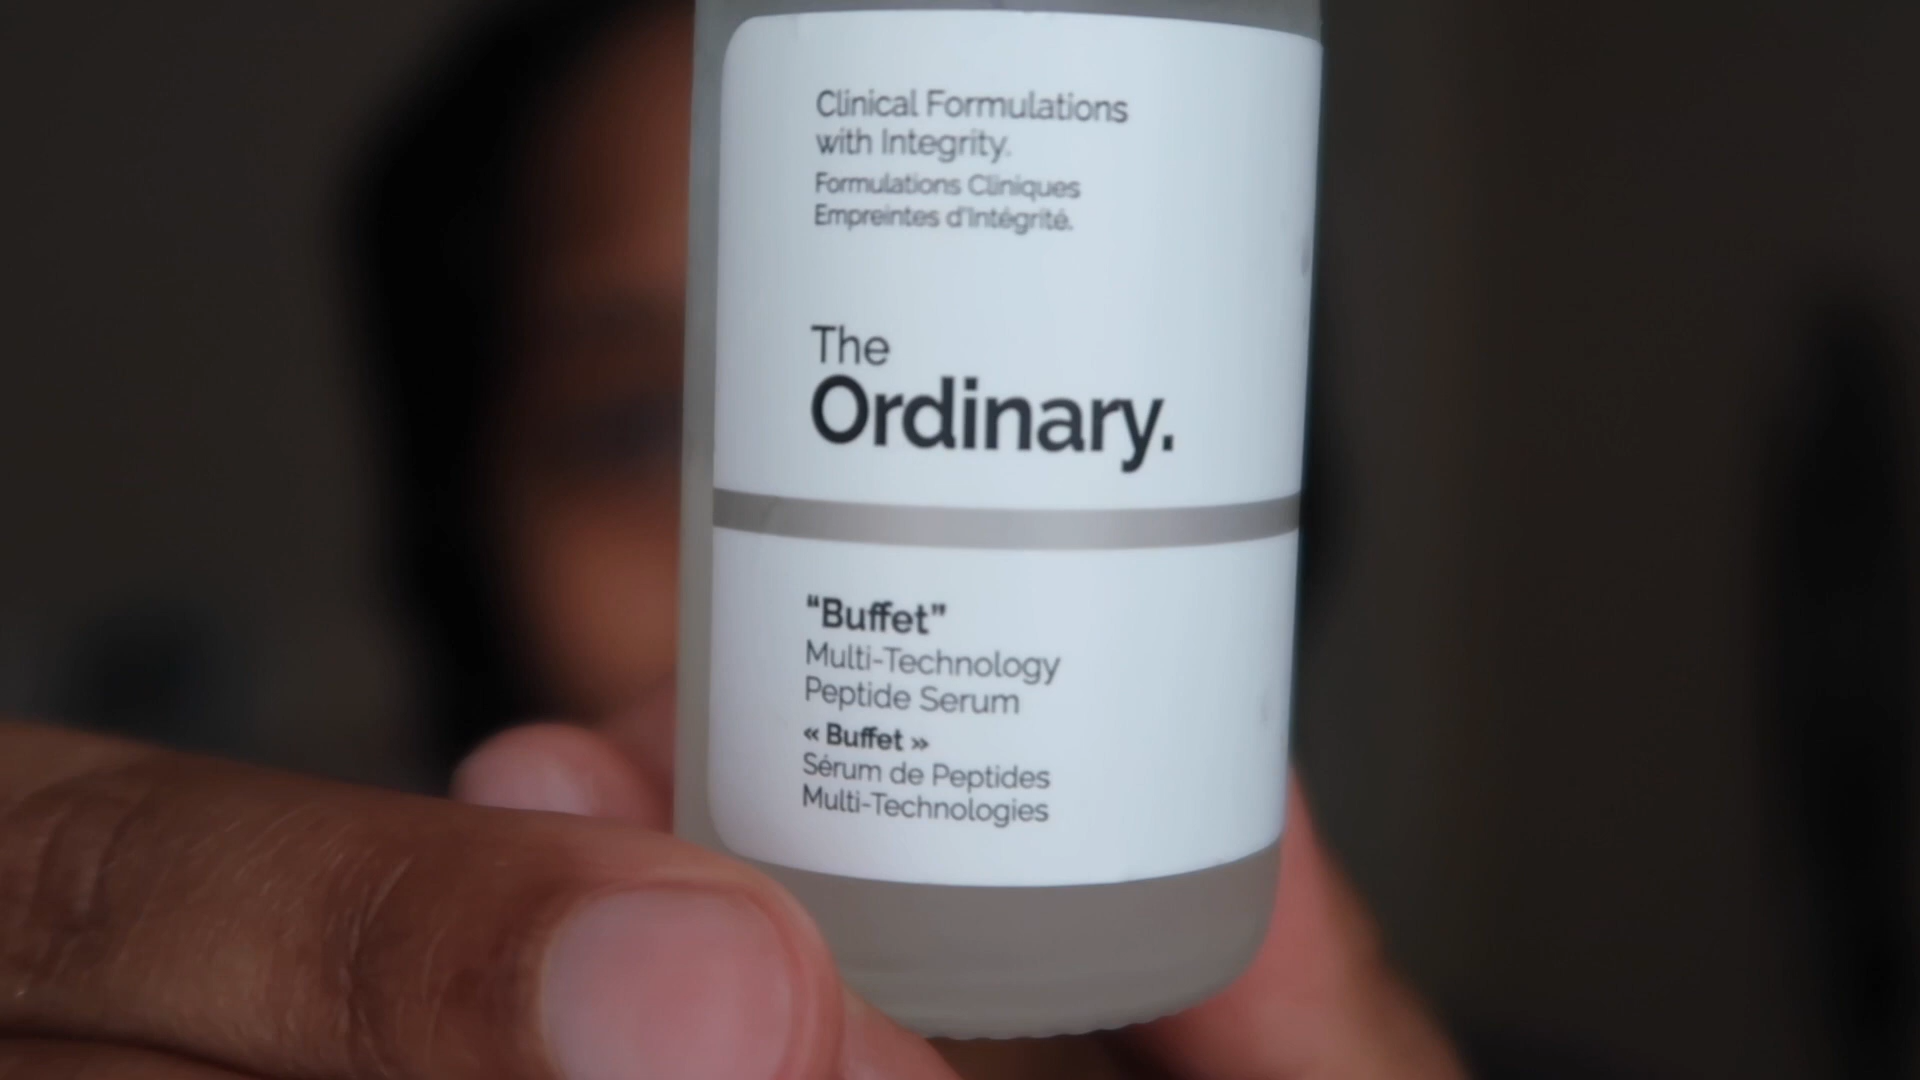 Clinical Formulations
with Integrity.
Formulations Cliniques
Empreintes d'Intégrité.
The
Ordinary.
“Buffet”
Multi-Technology
Peptide Serum
« Buffet »
Sérum de Peptides
Multi-Technologies